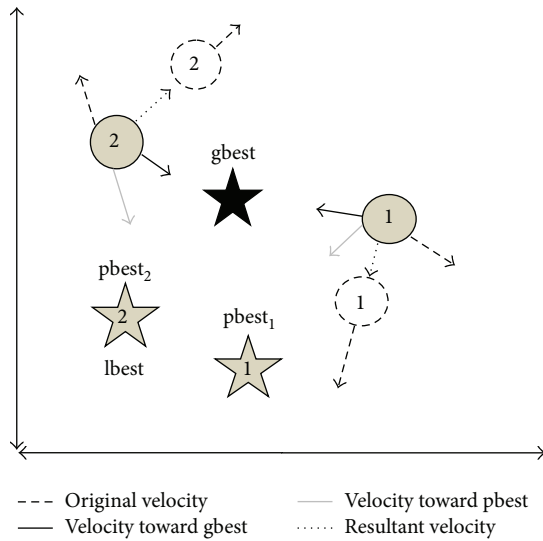 2
2
gbest
1
pbest₂
2
lbest
pbest₁
1
1
Original velocity
Velocity toward gbest
Velocity toward pbest
Resultant velocity